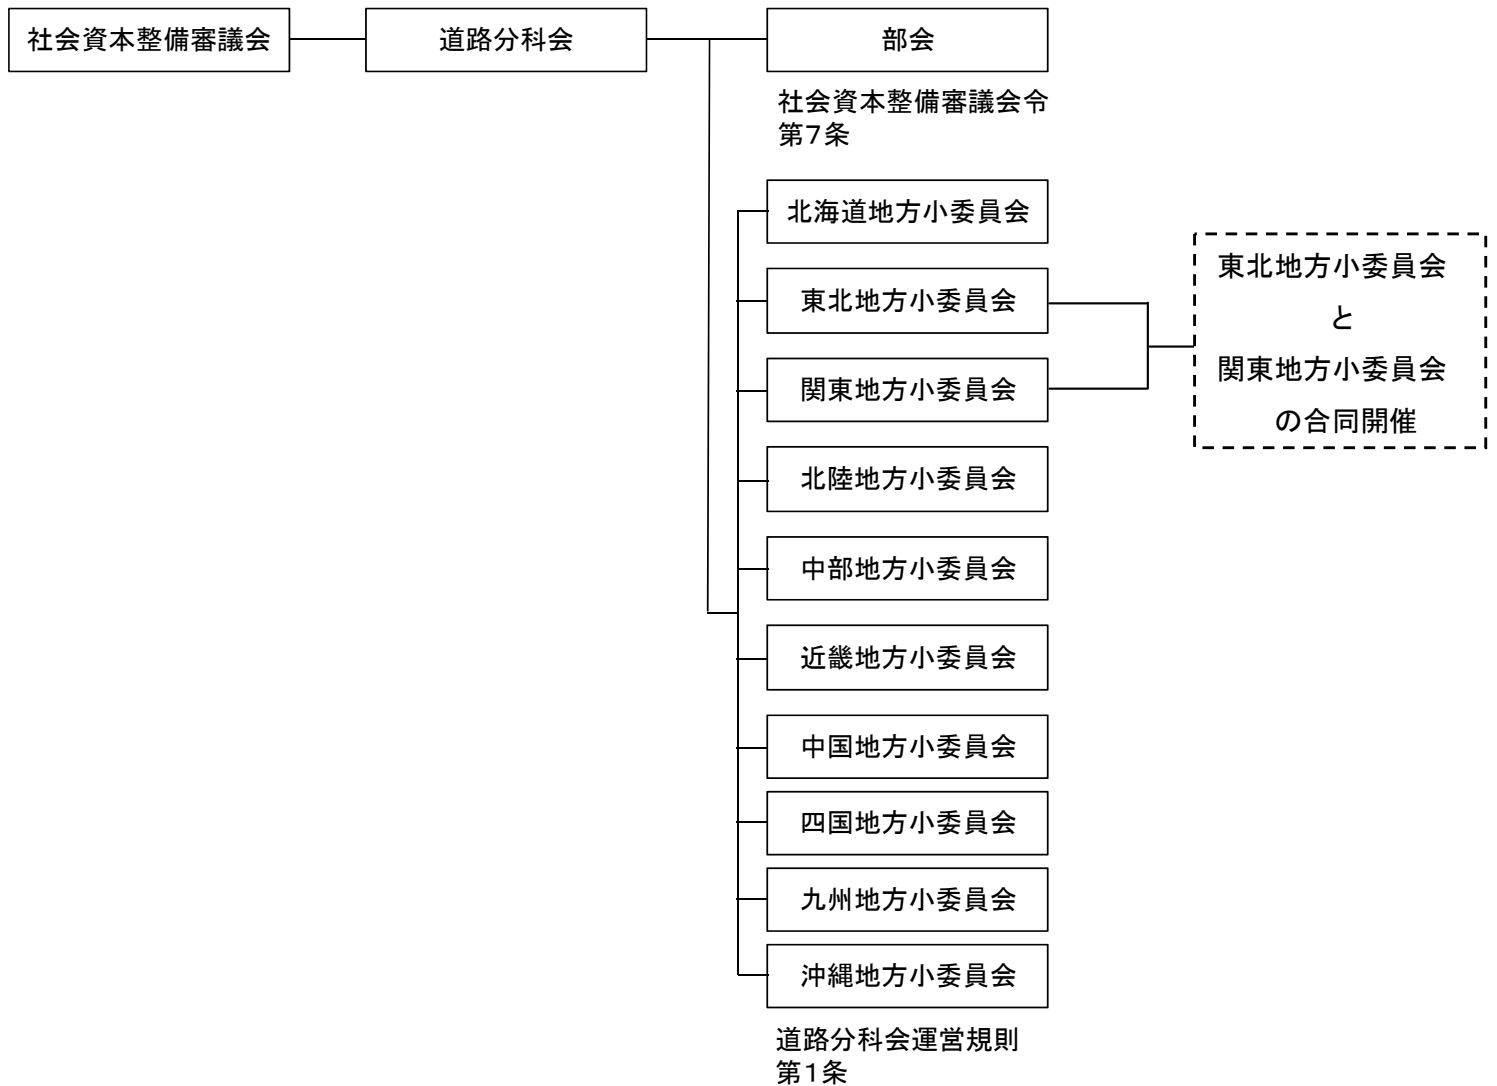 社会資本整備審議会
道路分科会
部会
社会資本整備審議会令
第7条
北海道地方小委員会
東北地方小委員会
関東地方小委員会
北陸地方小委員会
中部地方小委員会
近畿地方小委員会
中国地方小委員会
四国地方小委員会
九州地方小委員会
沖縄地方小委員会
道路分科会運営規則
第1条
東北地方小委員会
と
関東地方小委員会
の合同開催